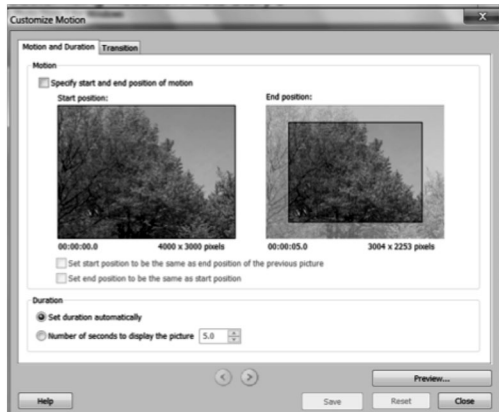 Customize Motion
X
Motion and Duration Transition
Motion
Specify start and end position of motion
Start position: End position:
00:00:00.0 4000 x 3000 pixels 00:00:05.0 3004 x 2253 pixels
Set start position to be the same as end position of the previous picture
Set end position to be the same as start position
Duration
Set duration automatically
Number of seconds to display the picture 5.0
Preview...
Help Save Reset Close